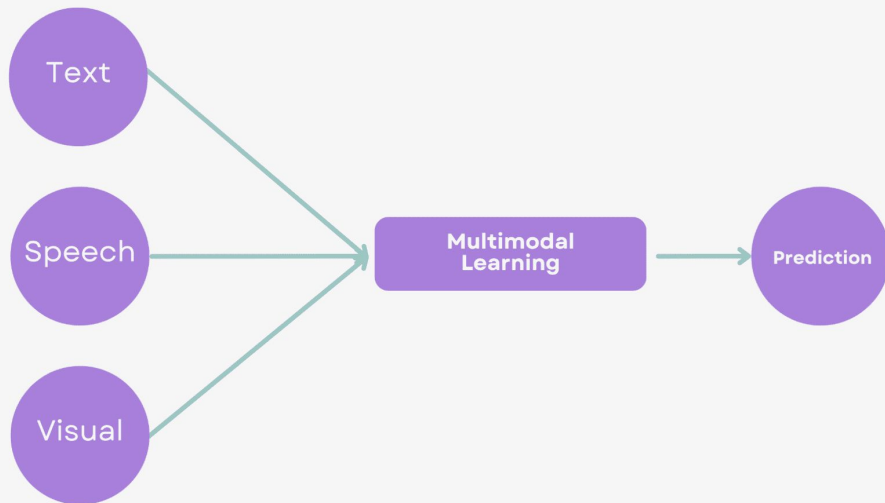 Text
Speech
Visual
Multimodal
Learning
Prediction